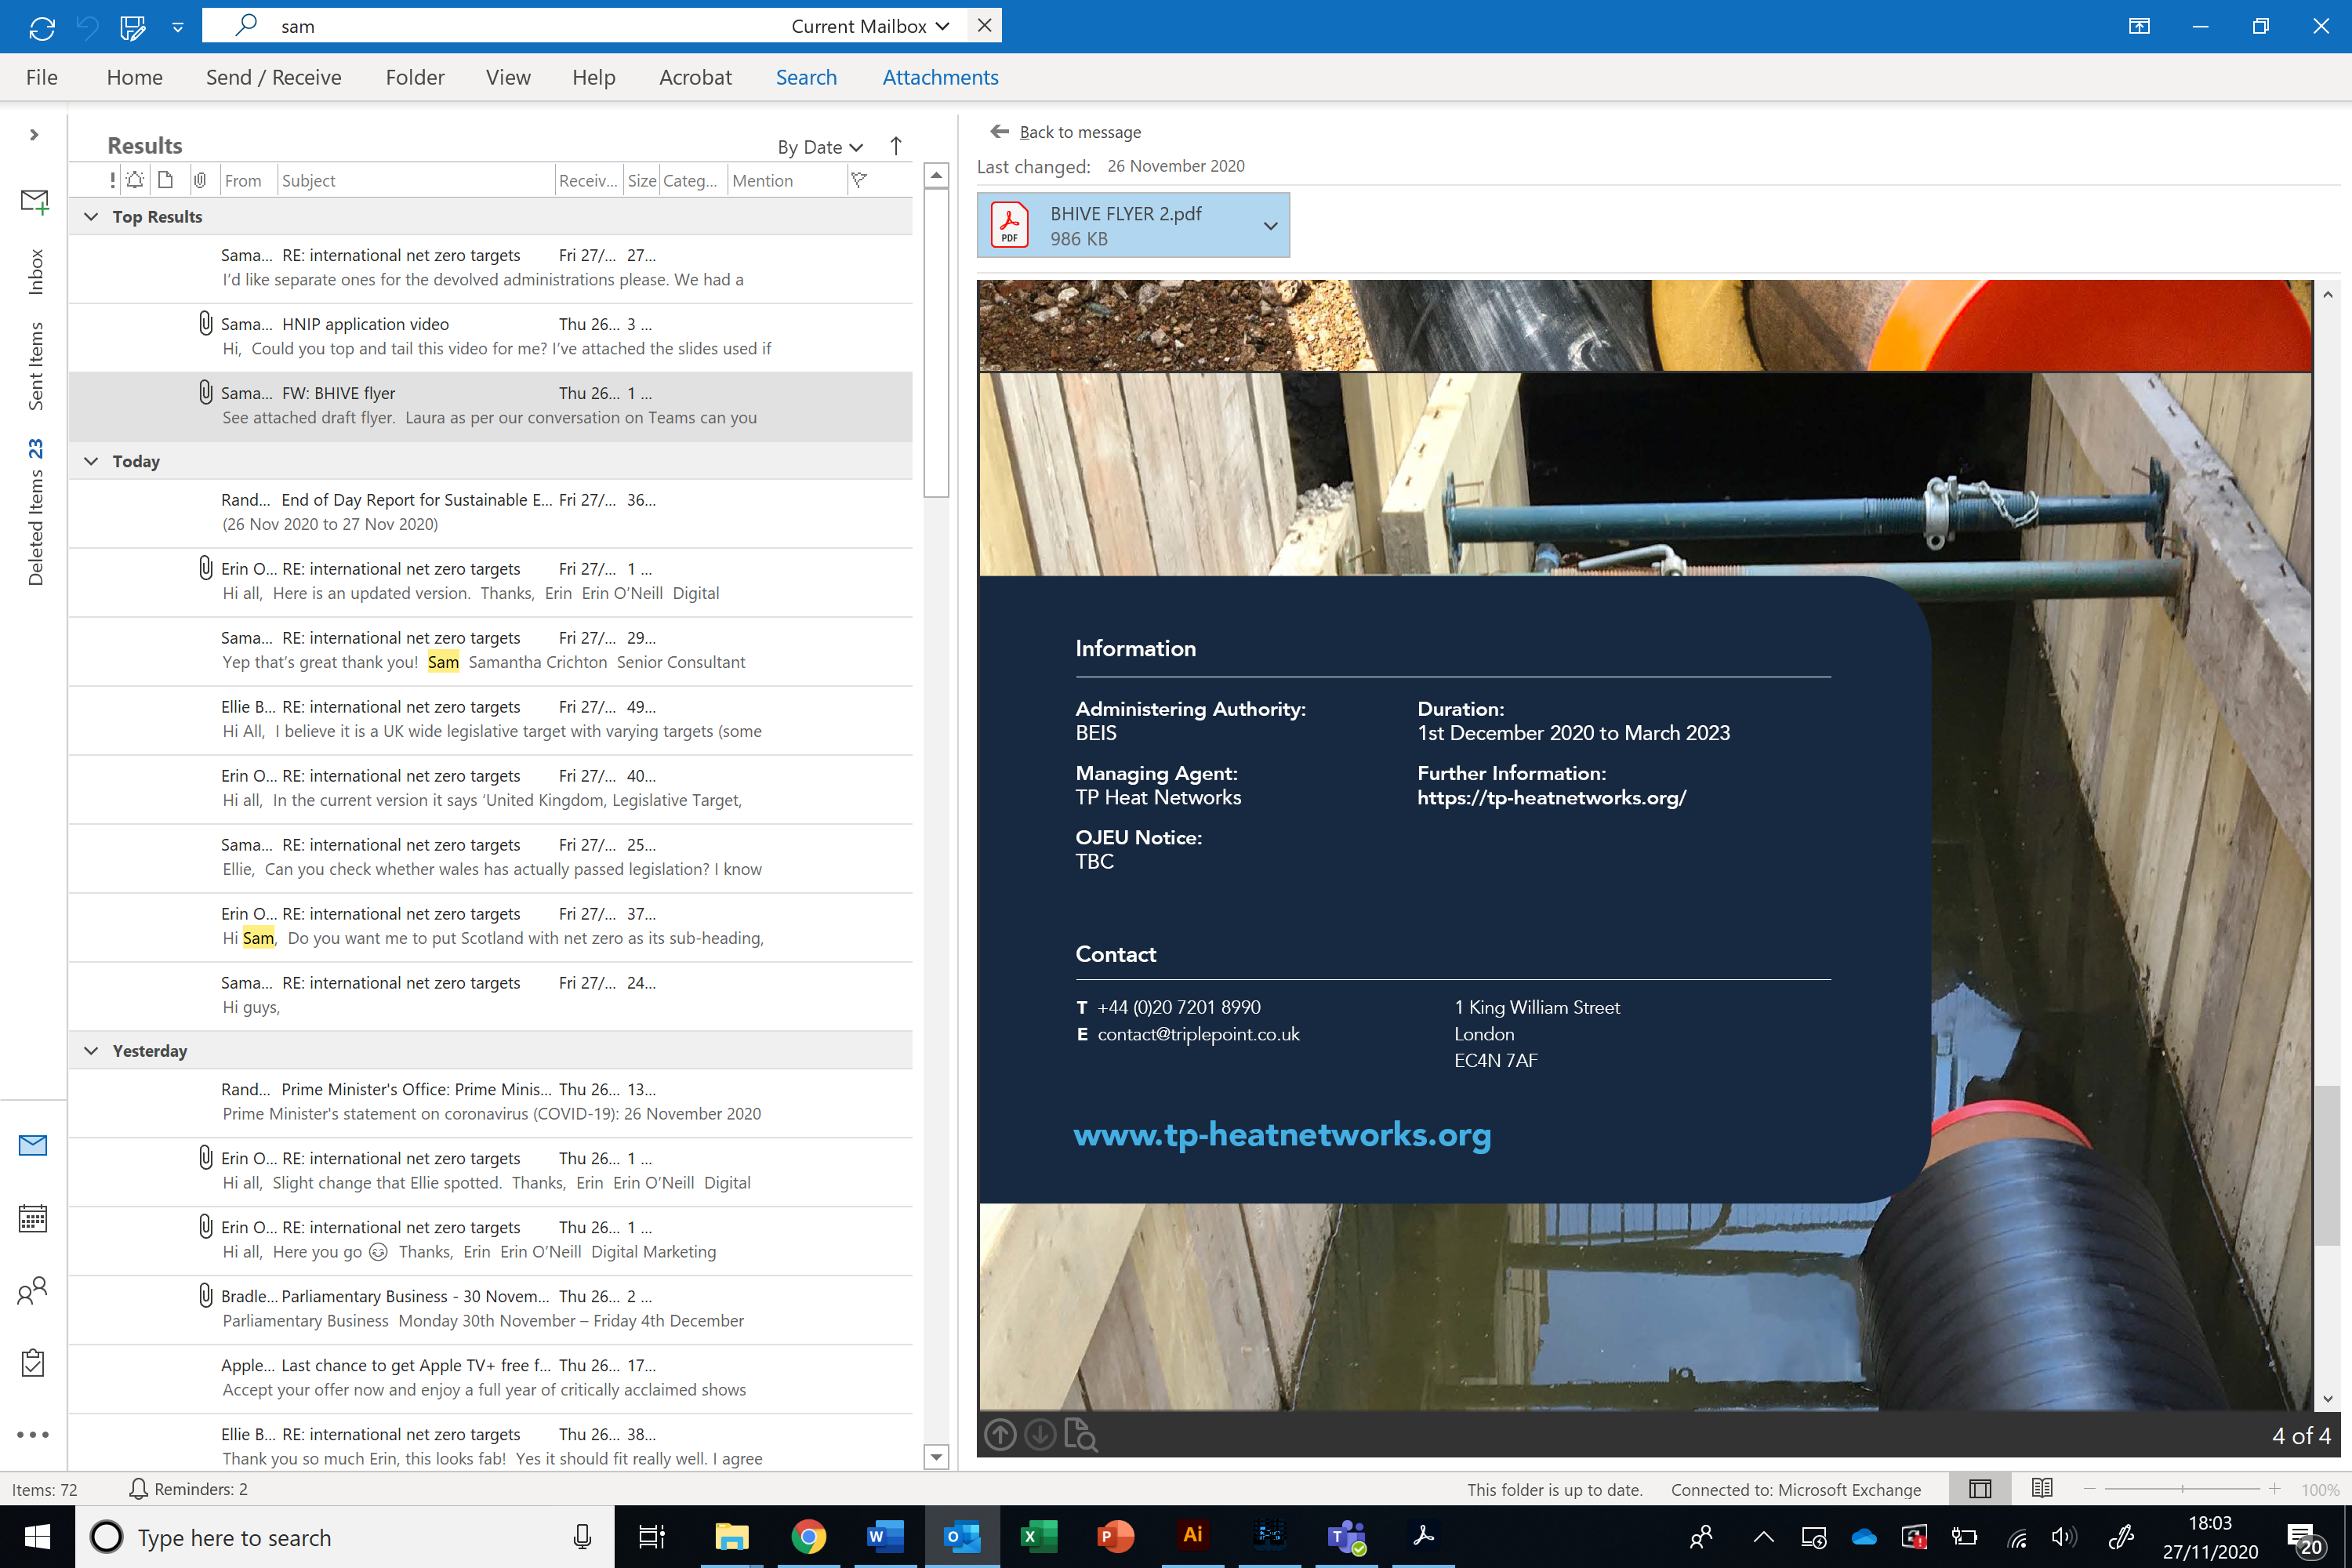 sam
Current Mailbox
File Home Send / Receive Folder View Help Acrobat Search Attachments
Inbox
Sent Items
Deleted Items 23
Results
By Date
! From Subject Receiv... Size Categ... Mention
Top Results
Sama... RE: international net zero targets Fri 27/... 27...
I'd like separate ones for the devolved administrations please. We had a
Sama... HNIP application video Thu 26... 3 ...
Hi, Could you top and tail this video for me? I've attached the slides used if
Sama... FW: BHIVE flyer Thu 26... 1 ...
See attached draft flyer. Laura as per our conversation on Teams can you
Today
Rand... End of Day Report for Sustainable E... Fri 27/... 36...
(26 Nov 2020 to 27 Nov 2020)
Erin O... RE: international net zero targets Fri 27/... 1 ...
Hi all, Here is an updated version. Thanks, Erin Erin O'Neill Digital
Sama... RE: international net zero targets Fri 27/... 29...
Yep that's great thank you! Sam Samantha Crichton Senior Consultant
Ellie B... RE: international net zero targets Fri 27/... 49...
Hi All, I believe it is a UK wide legislative target with varying targets (some
Erin O... RE: international net zero targets Fri 27/... 40...
Hi all, In the current version it says 'United Kingdom, Legislative Target,
Sama... RE: international net zero targets Fri 27/... 25...
Ellie, Can you check whether wales has actually passed legislation? I know
Erin O... RE: international net zero targets Fri 27/... 37...
Hi Sam, Do you want me to put Scotland with net zero as its sub-heading,
Sama... RE: international net zero targets Fri 27/... 24...
Hi guys,
Yesterday
Rand... Prime Minister's Office: Prime Minis... Thu 26... 13...
Prime Minister's statement on coronavirus (COVID-19): 26 November 2020
Erin O... RE: international net zero targets Thu 26... 1 ...
Hi all, Slight change that Ellie spotted. Thanks, Erin Erin O'Neill Digital
Erin O... RE: international net zero targets Thu 26... 1 ...
Hi all, Here you go 😊 Thanks, Erin Erin O'Neill Digital Marketing
Bradle... Parliamentary Business - 30 Novem... Thu 26... 2 ...
Parliamentary Business Monday 30th November – Friday 4th December
Apple... Last chance to get Apple TV+ free f... Thu 26... 17...
Accept your offer now and enjoy a full year of critically acclaimed shows
Ellie B... RE: international net zero targets Thu 26... 38...
Thank you so much Erin, this looks fab! Yes it should fit really well. I agree
Back to message
Last changed: 26 November 2020
PDF
BHIVE FLYER 2.pdf
986 KB
Information
Administering Authority:
BEIS
Managing Agent:
TP Heat Networks
OJEU Notice:
TBC
Duration:
1st December 2020 to March 2023
Further Information:
https://tp-heatnetworks.org/
Contact
T +44 (0)20 7201 8990
E contact@triplepoint.co.uk
1 King William Street
London
EC4N 7AF
www.tp-heatnetworks.org
4 of 4
Items: 72 Reminders: 2 This folder is up to date. Connected to: Microsoft Exchange 100%
Type here to search
W O X P Ai T
18:03
27/11/2020
20